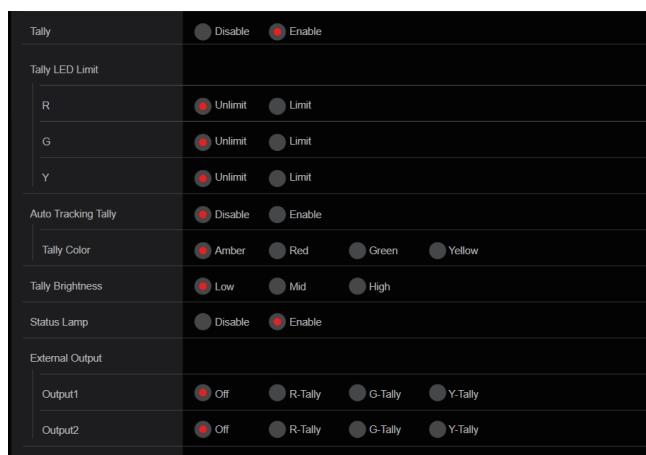 Tally Disable Enable
Tally LED Limit
R Unlimit Limit
G Unlimit Limit
Y Unlimit Limit
Auto Tracking Tally Disable Enable
Tally Color Amber Red Green Yellow
Tally Brightness Low Mid High
Status Lamp Disable Enable
External Output
Output1 Off R-Tally G-Tally Y-Tally
Output2 Off R-Tally G-Tally Y-Tally